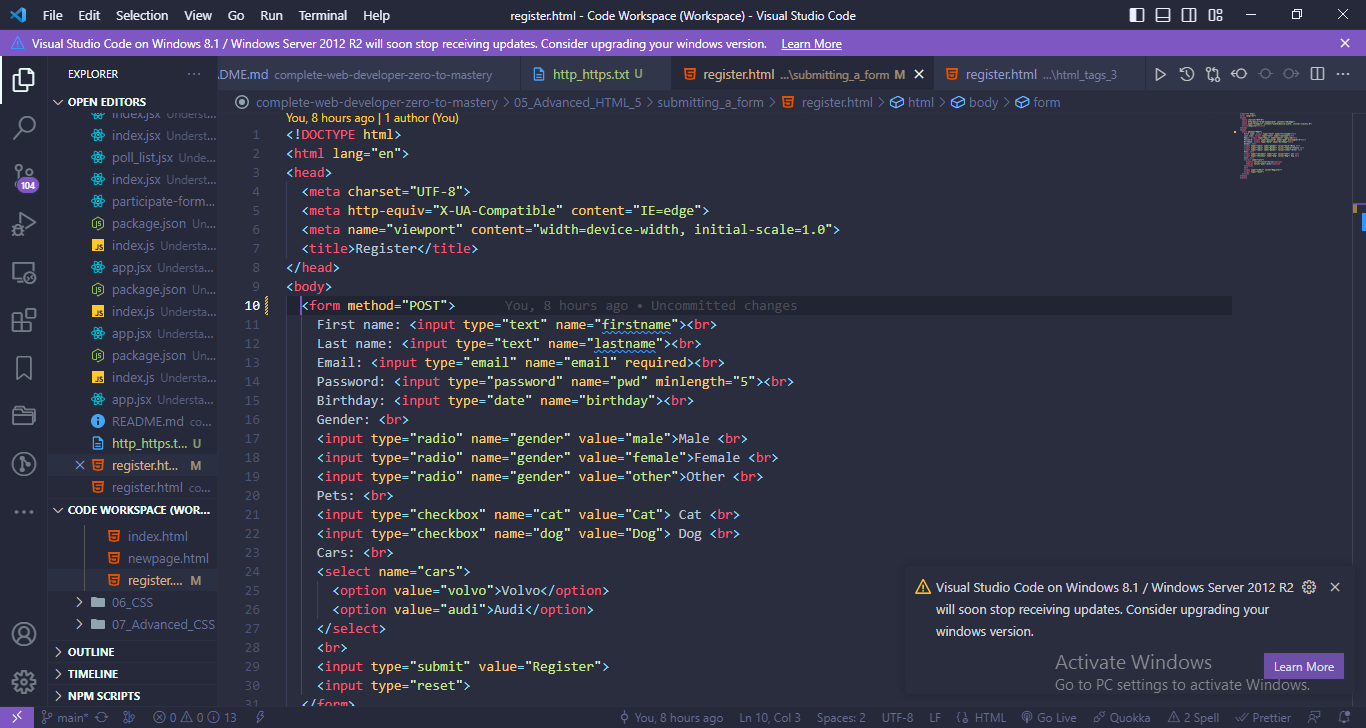 File Edit Selection View Go Run Terminal Help register.html - Code Workspace (Workspace) - Visual Studio Code
Visual Studio Code on Windows 8.1 / Windows Server 2012 R2 will soon stop receiving updates. Consider upgrading your windows version. Learn More
EXPLORER
OPEN EDITORS
index.jsx Underst...
index.jsx Underst...
poll_list.jsx Unde...
index.jsx Underst...
participate-form...
package.json Un...
index.js Understa...
app.jsx Understa...
package.json Un...
index.js Understa...
app.jsx Understa...
package.json Un...
index.js Understa...
app.jsx Understa...
README.md co...
http_https.t... U
register.ht... M
register.html co...
CODE WORKSPACE (WOR...
index.html
newpage.html
register.... M
06_CSS
07_Advanced_CSS
OUTLINE
TIMELINE
NPM SCRIPTS
104
DME.md complete-web-developer-zero-to-mastery http_https.txt U register.html ...\submitting_a_form M register.html ...\html_tags_3
complete-web-developer-zero-to-mastery > 05_Advanced_HTML_5 > submitting_a_form > register.html > html > body > form
You, 8 hours ago | 1 author (You)
1 <!DOCTYPE html>
2 <html lang="en">
3 <head>
4 <meta charset="UTF-8">
5 <meta http-equiv="X-UA-Compatible" content="IE=edge">
6 <meta name="viewport" content="width=device-width, initial-scale=1.0">
7 <title>Register</title>
8 </head>
9 <body>
10 <form method="POST"> You, 8 hours ago • Uncommitted changes
11 First name: <input type="text" name="firstname"><br>
12 Last name: <input type="text" name="lastname"><br>
13 Email: <input type="email" name="email" required><br>
14 Password: <input type="password" name="pwd" minlength="5"><br>
15 Birthday: <input type="date" name="birthday"><br>
16 Gender: <br>
17 <input type="radio" name="gender" value="male">Male <br>
18 <input type="radio" name="gender" value="female">Female <br>
19 <input type="radio" name="gender" value="other">Other <br>
20 Pets: <br>
21 <input type="checkbox" name="cat" value="Cat"> Cat <br>
22 <input type="checkbox" name="dog" value="Dog"> Dog <br>
23 Cars: <br>
24 <select name="cars">
25 <option value="volvo">Volvo</option>
26 <option value="audi">Audi</option>
27 </select>
28 <br>
29 <input type="submit" value="Register">
30 <input type="reset">
31 </form>
Visual Studio Code on Windows 8.1 / Windows Server 2012 R2
will soon stop receiving updates. Consider upgrading your
windows version.
Learn More
Activate Windows
Go to PC settings to activate Windows.
main* 0 0 13 You, 8 hours ago Ln 10, Col 3 Spaces: 2 UTF-8 LF HTML Go Live Quokka 2 Spell Prettier